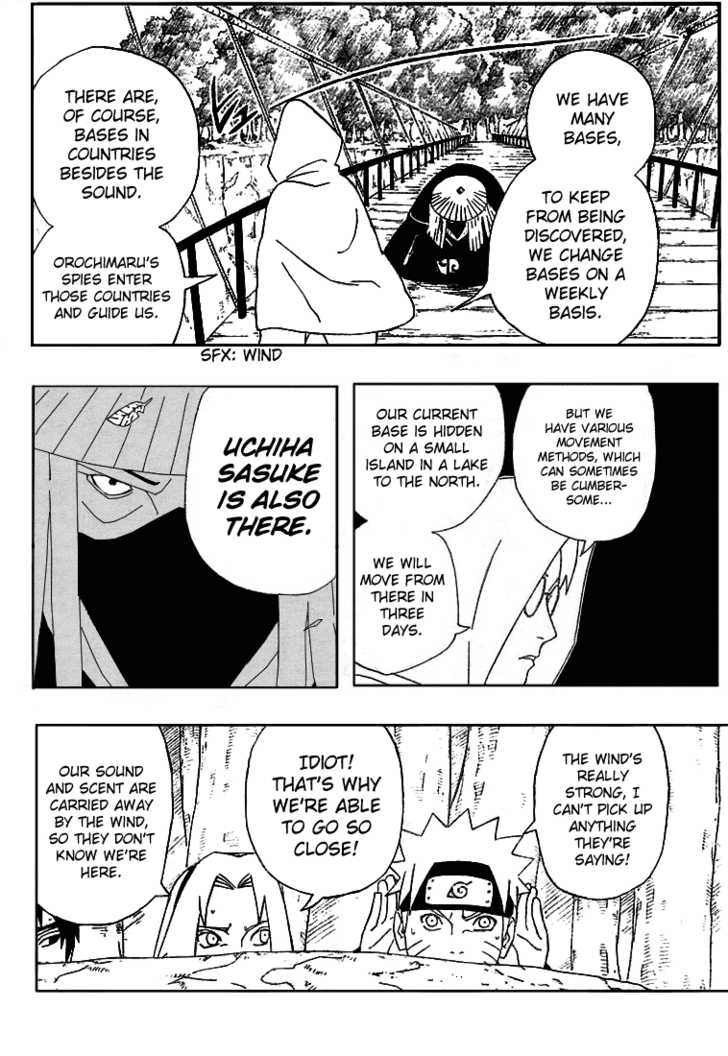 WE HAVE
MANY
BASES,
TO KEEP
FROM BEING
DISCOVERED,
WE CHANGE
BASES ON A
WEEKLY
BASIS.
THERE ARE,
OF COURSE,
BASES IN
COUNTRIES
BESIDES THE
SOUND.
OROCHIMARU'S
SPIES ENTER
THOSE COUNTRIES
AND GUIDE US.
SFX: WIND
BUT WE
HAVE VARIOUS
MOVEMENT
METHODS, WHICH
CAN SOMETIMES
BE CUMBER-
SOME...
OUR CURRENT
BASE IS HIDDEN
ON A SMALL
ISLAND IN A LAKE
TO THE NORTH.
WE WILL
MOVE FROM
THERE IN
THREE
DAYS.
UCHIHA
SASUKE
IS ALSO
THERE.
THE WIND'S
REALLY
STRONG, I
CAN'T PICK UP
ANYTHING
THEY'RE
SAYING!
IDIOT!
THAT'S WHY
WE'RE ABLE
TO GO SO
CLOSE!
OUR SOUND
AND SCENT ARE
CARRIED AWAY
BY THE WIND,
SO THEY DON'T
KNOW WE'RE
HERE.